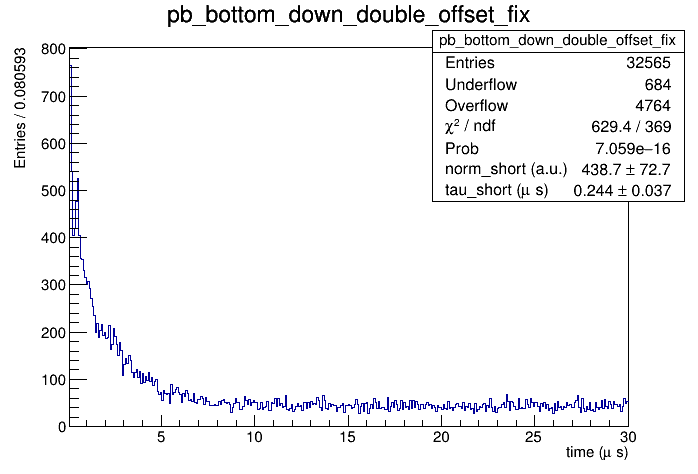 pb_bottom_down_double_offset_fix
pb_bottom_down_double_offset_fix
Entries 32565
Underflow 684
Overflow 4764
χ² / ndf 629.4 / 369
Prob 7.059e−16
norm_short (a.u.) 438.7 ± 72.7
tau_short (μ s) 0.244 ± 0.037
Entries / 0.080593
800
700
600
500
400
300
200
100
0
5 10 15 20 25 30
time (μ s)